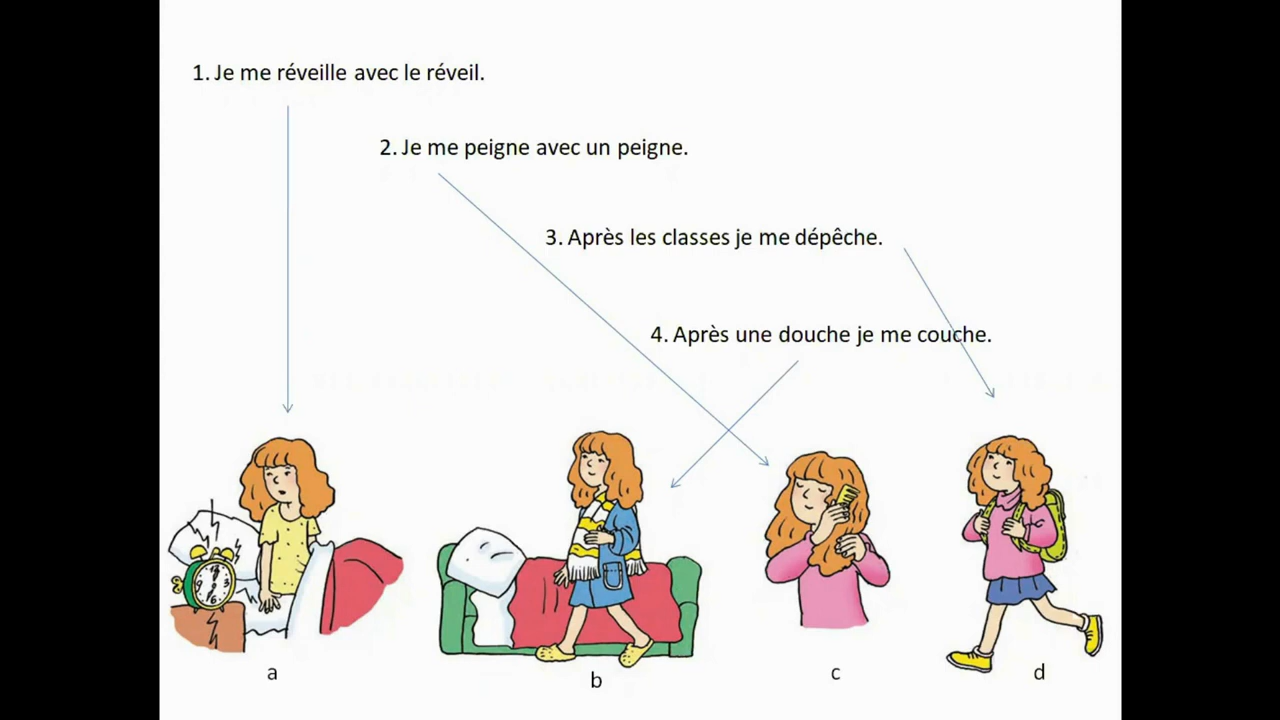 1. Je me réveille avec le réveil.
2. Je me peigne avec un peigne.
3. Après les classes je me dépêche.
4. Après une douche je me couche.
a
b
c
d